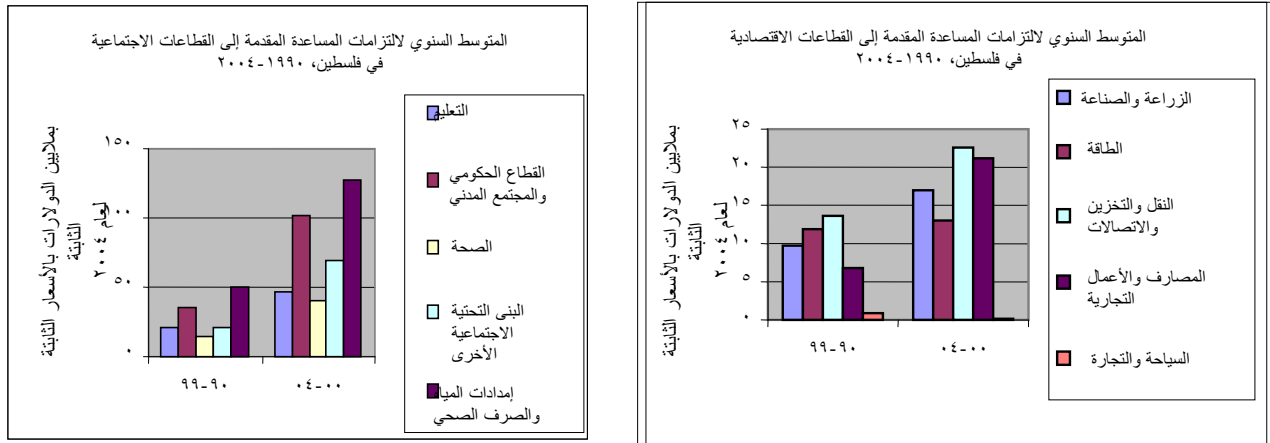 المتوسط السنوي لالتزامات المساعدة المقدمة إلى القطاعات الاقتصادية
في فلسطين، ١٩٩٠-٢٠٠٤
بملايين الدولارات بالأسعار الثابتة
الثابتة
لعام ٢٠٠٤
٢٥
٢٠
١٥
١٠
٥
٠
٩٠-٩٩
٠٠-٠٤
الزراعة والصناعة
الطاقة
النقل والتخزين
والاتصالات
المصارف والأعمال
التجارية
السياحة والتجارة
المتوسط السنوي لالتزامات المساعدة المقدمة إلى القطاعات الاجتماعية
في فلسطين، ١٩٩٠-٢٠٠٤
بملايين الدولارات بالأسعار الثابتة
الثابتة
لعام ٢٠٠٤
١٥٠
١٠٠
٥٠
٠
٩٠-٩٩
٠٠-٠٤
التعليم
القطاع الحكومي
والمجتمع المدني
الصحة
البنى التحتية
الاجتماعية
الأخرى
إمدادات الميا
والصرف الصحي